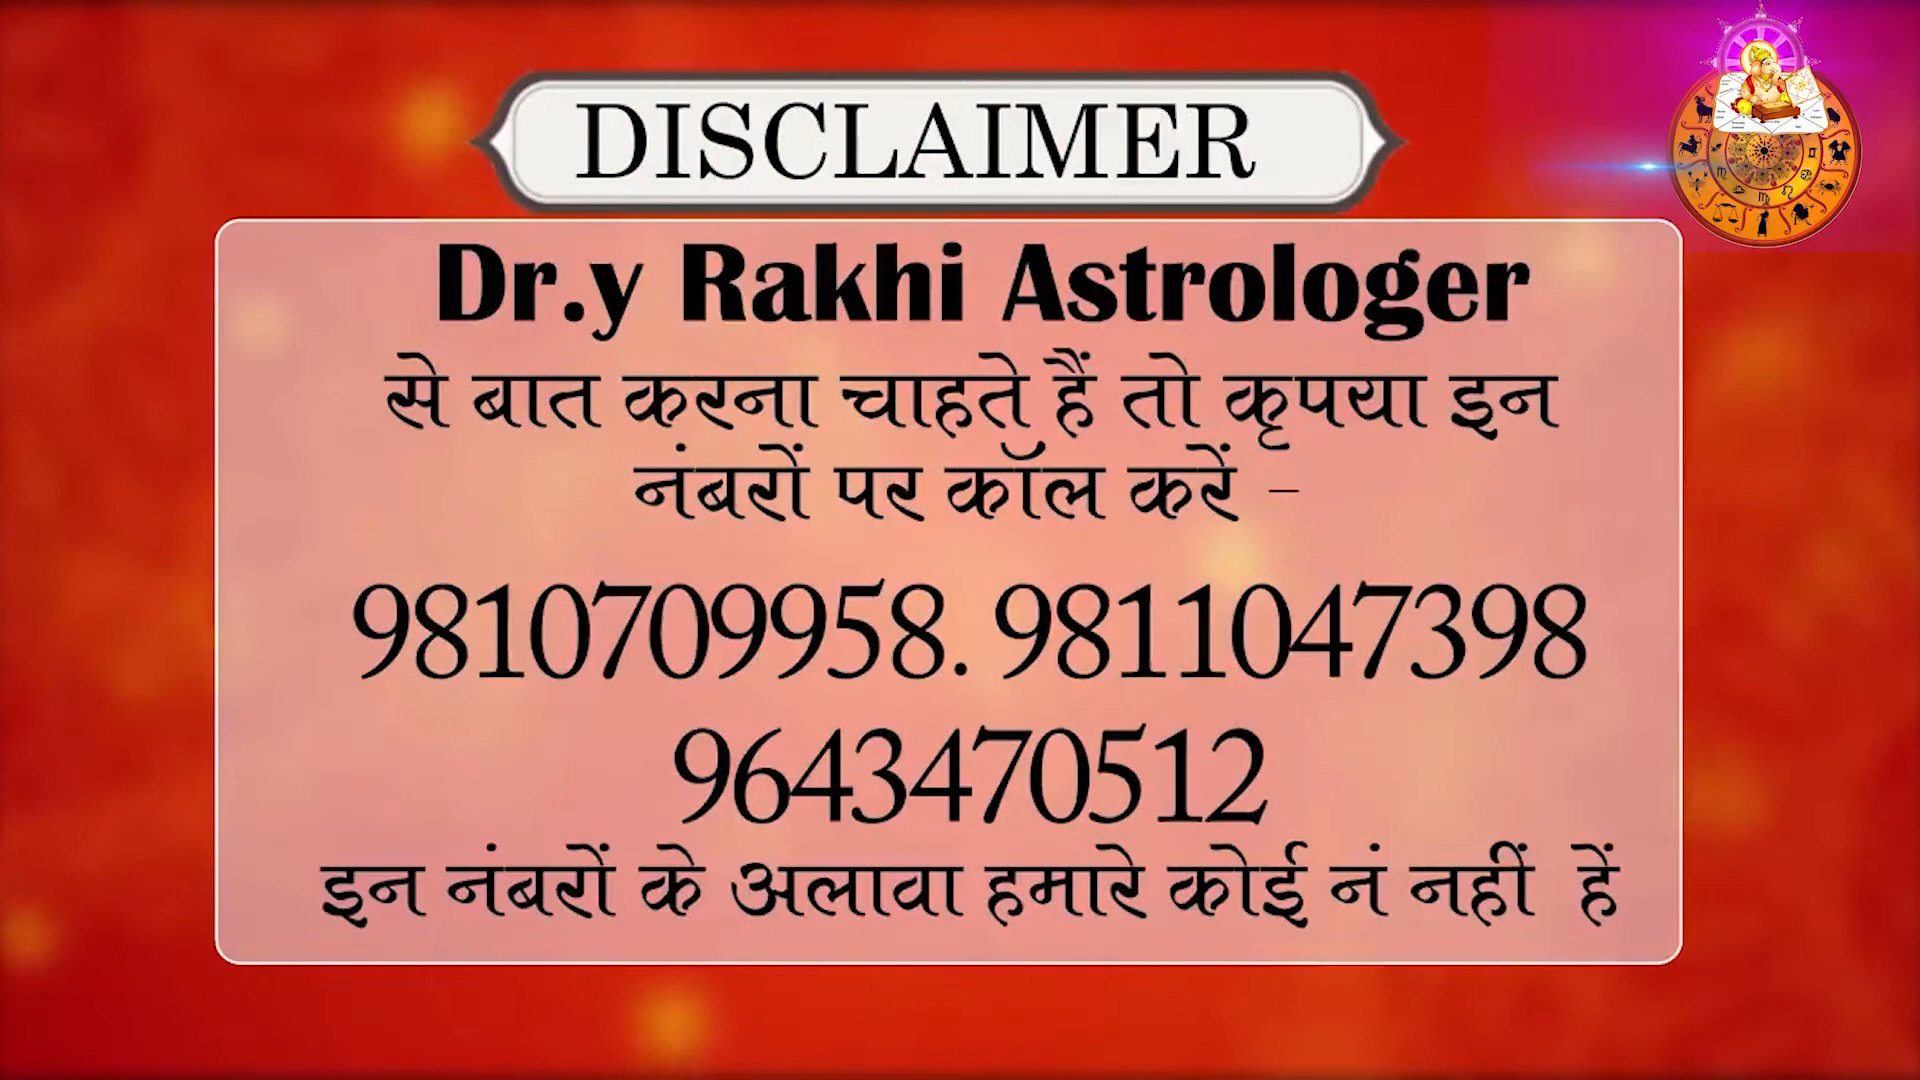 DISCLAIMER
Dr.y Rakhi Astrologer
से बात करना चाहते हैं तो कृपया इन
नंबरों पर कॉल करें -
9810709958. 9811047398
9643470512
इन नंबरों के अलावा हमारे कोई नं नहीं हें